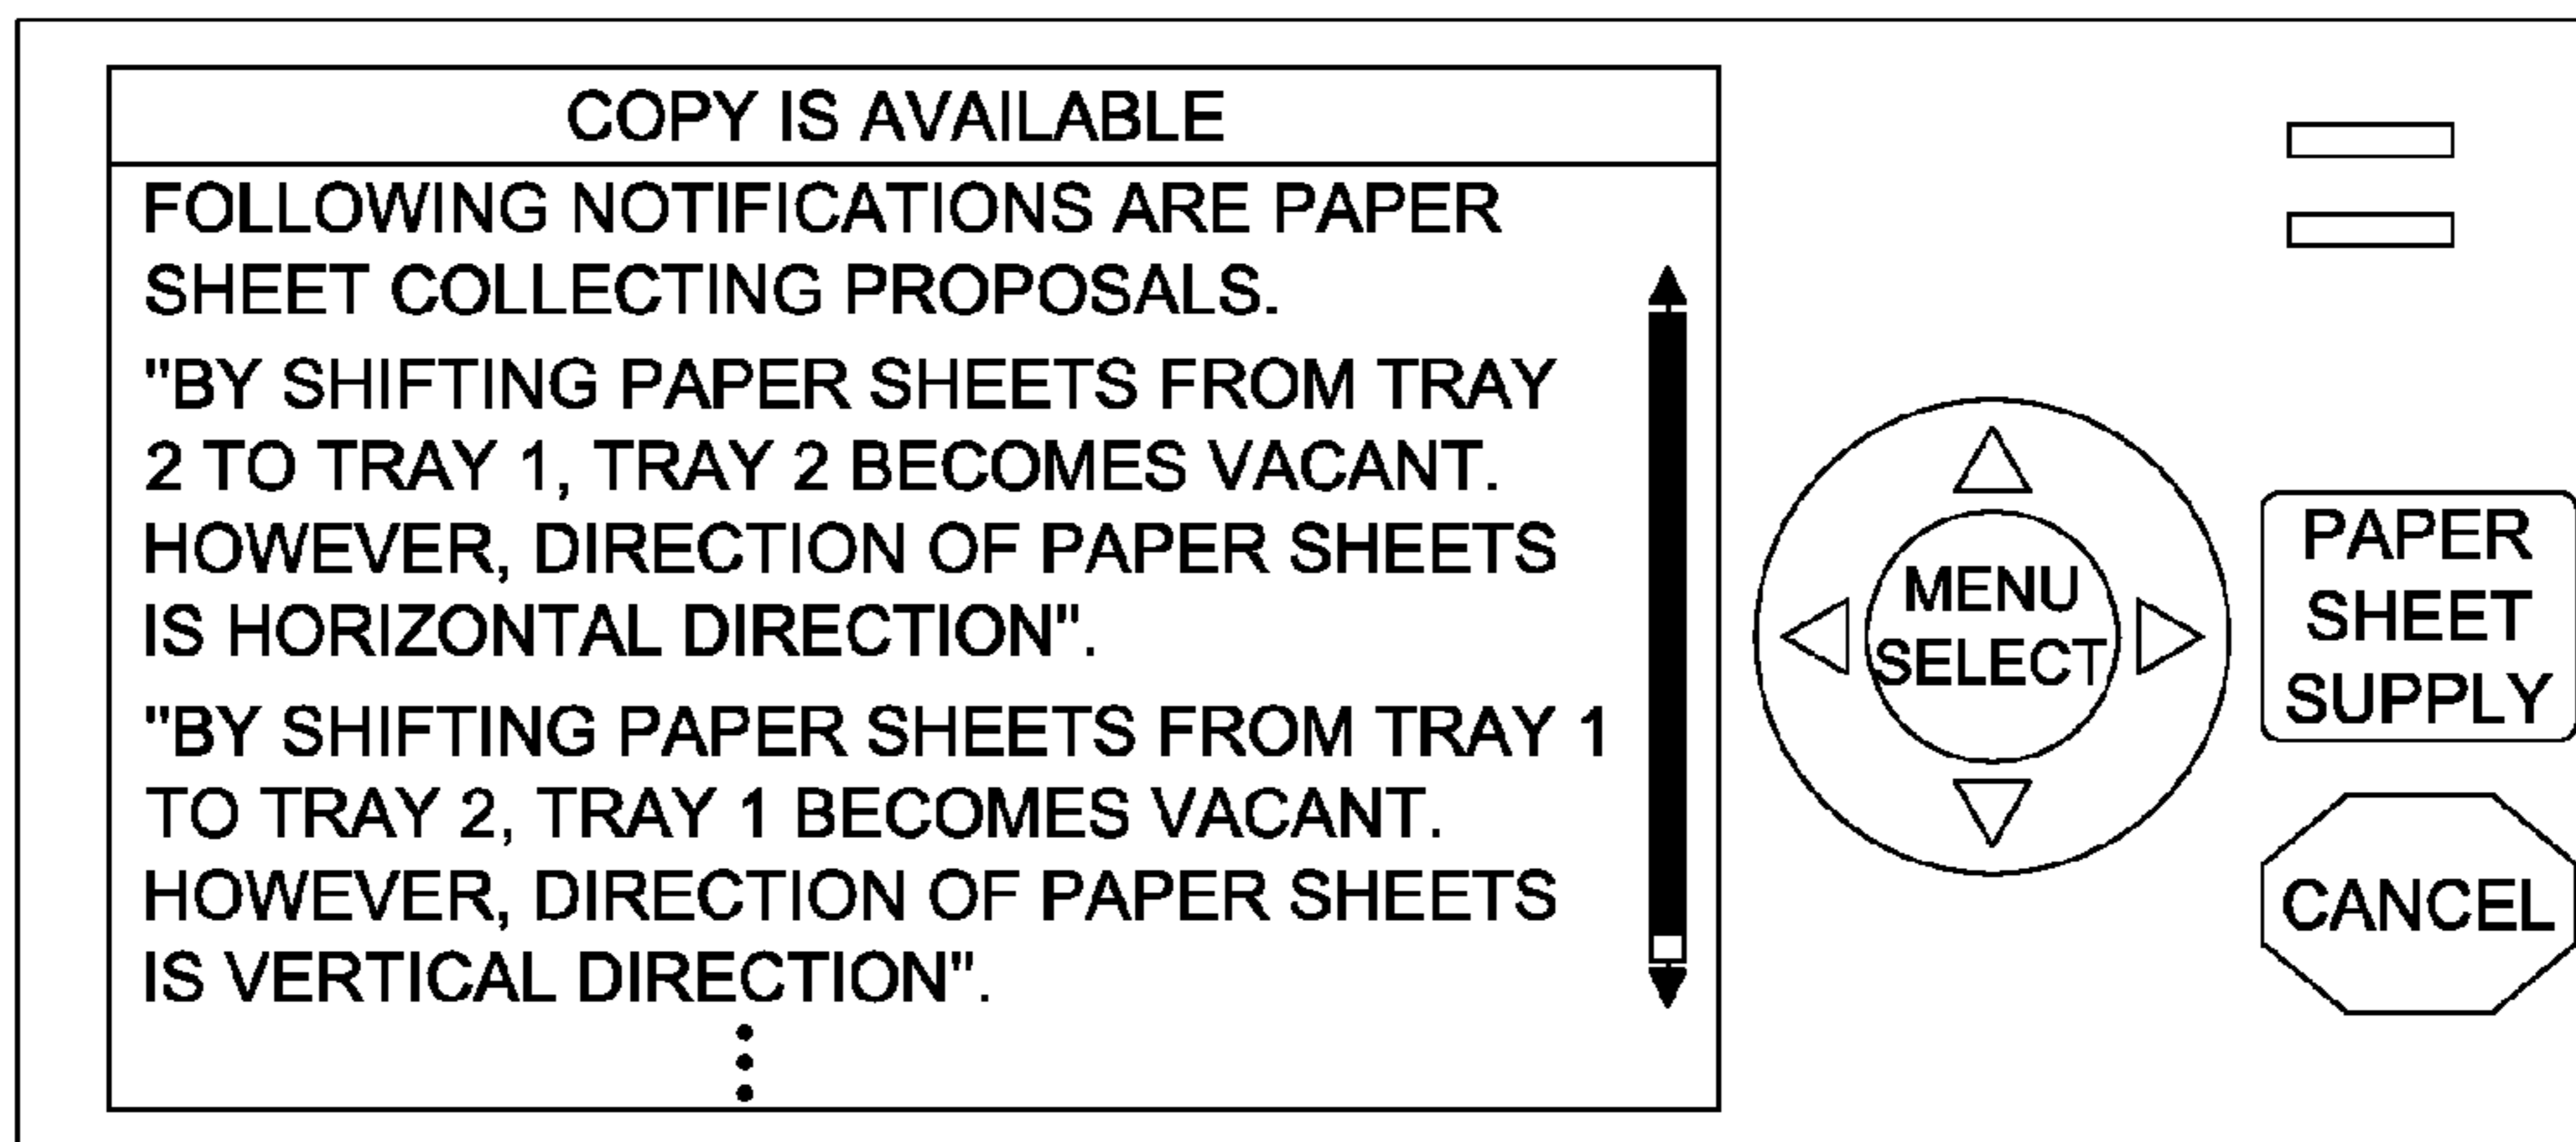 COPY IS AVAILABLE
FOLLOWING NOTIFICATIONS ARE PAPER
SHEET COLLECTING PROPOSALS.
"BY SHIFTING PAPER SHEETS FROM TRAY
2 TO TRAY 1, TRAY 2 BECOMES VACANT.
HOWEVER, DIRECTION OF PAPER SHEETS
IS HORIZONTAL DIRECTION".
"BY SHIFTING PAPER SHEETS FROM TRAY 1
TO TRAY 2, TRAY 1 BECOMES VACANT.
HOWEVER, DIRECTION OF PAPER SHEETS
IS VERTICAL DIRECTION".
MENU
SELECT
PAPER
SHEET
SUPPLY
CANCEL